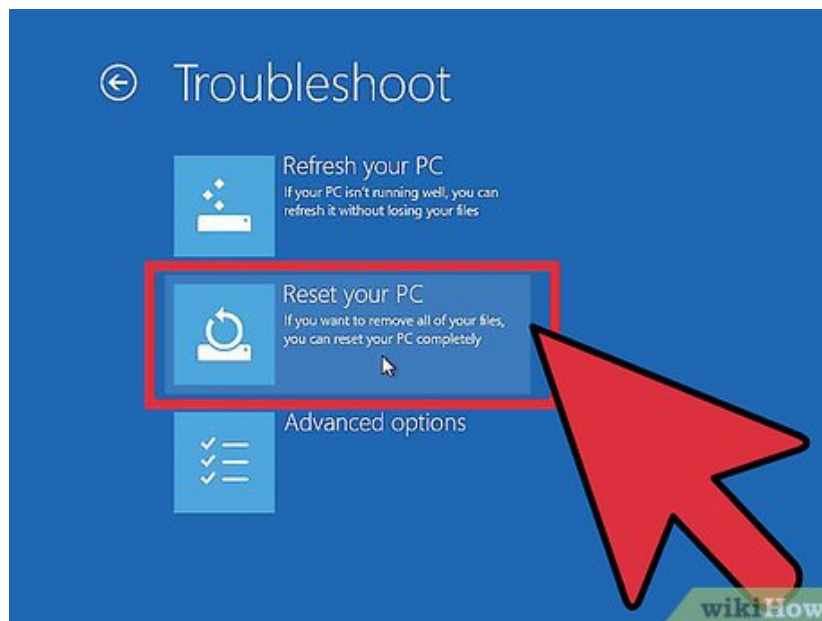 Troubleshoot
Refresh your PC
If your PC isn't running well, you can
refresh it without losing your files
Reset your PC
If you want to remove all of your files,
you can reset your PC completely
Advanced options
wikiHow